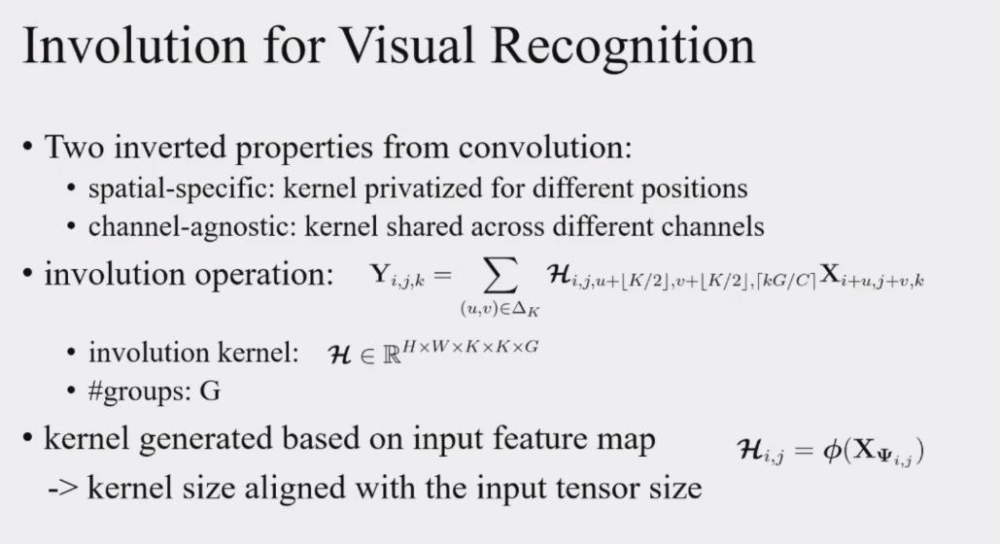 Involution for Visual Recognition
• Two inverted properties from convolution:
• spatial-specific: kernel privatized for different positions
• channel-agnostic: kernel shared across different channels
• involution operation: $\mathbf{Y}_{i,j,k} = \sum_{(u,v)\in\Delta_K} \mathcal{H}_{i,j,u+\lfloor K/2\rfloor,v+\lfloor K/2\rfloor,\lceil kG/C\rceil}\mathbf{X}_{i+u,j+v,k}$
• involution kernel: $\mathcal{H} \in \mathbb{R}^{H\times W\times K\times K\times G}$
• #groups: G
• kernel generated based on input feature map $\mathcal{H}_{i,j} = \phi(\mathbf{X}_{\Psi_{i,j}})$
-> kernel size aligned with the input tensor size